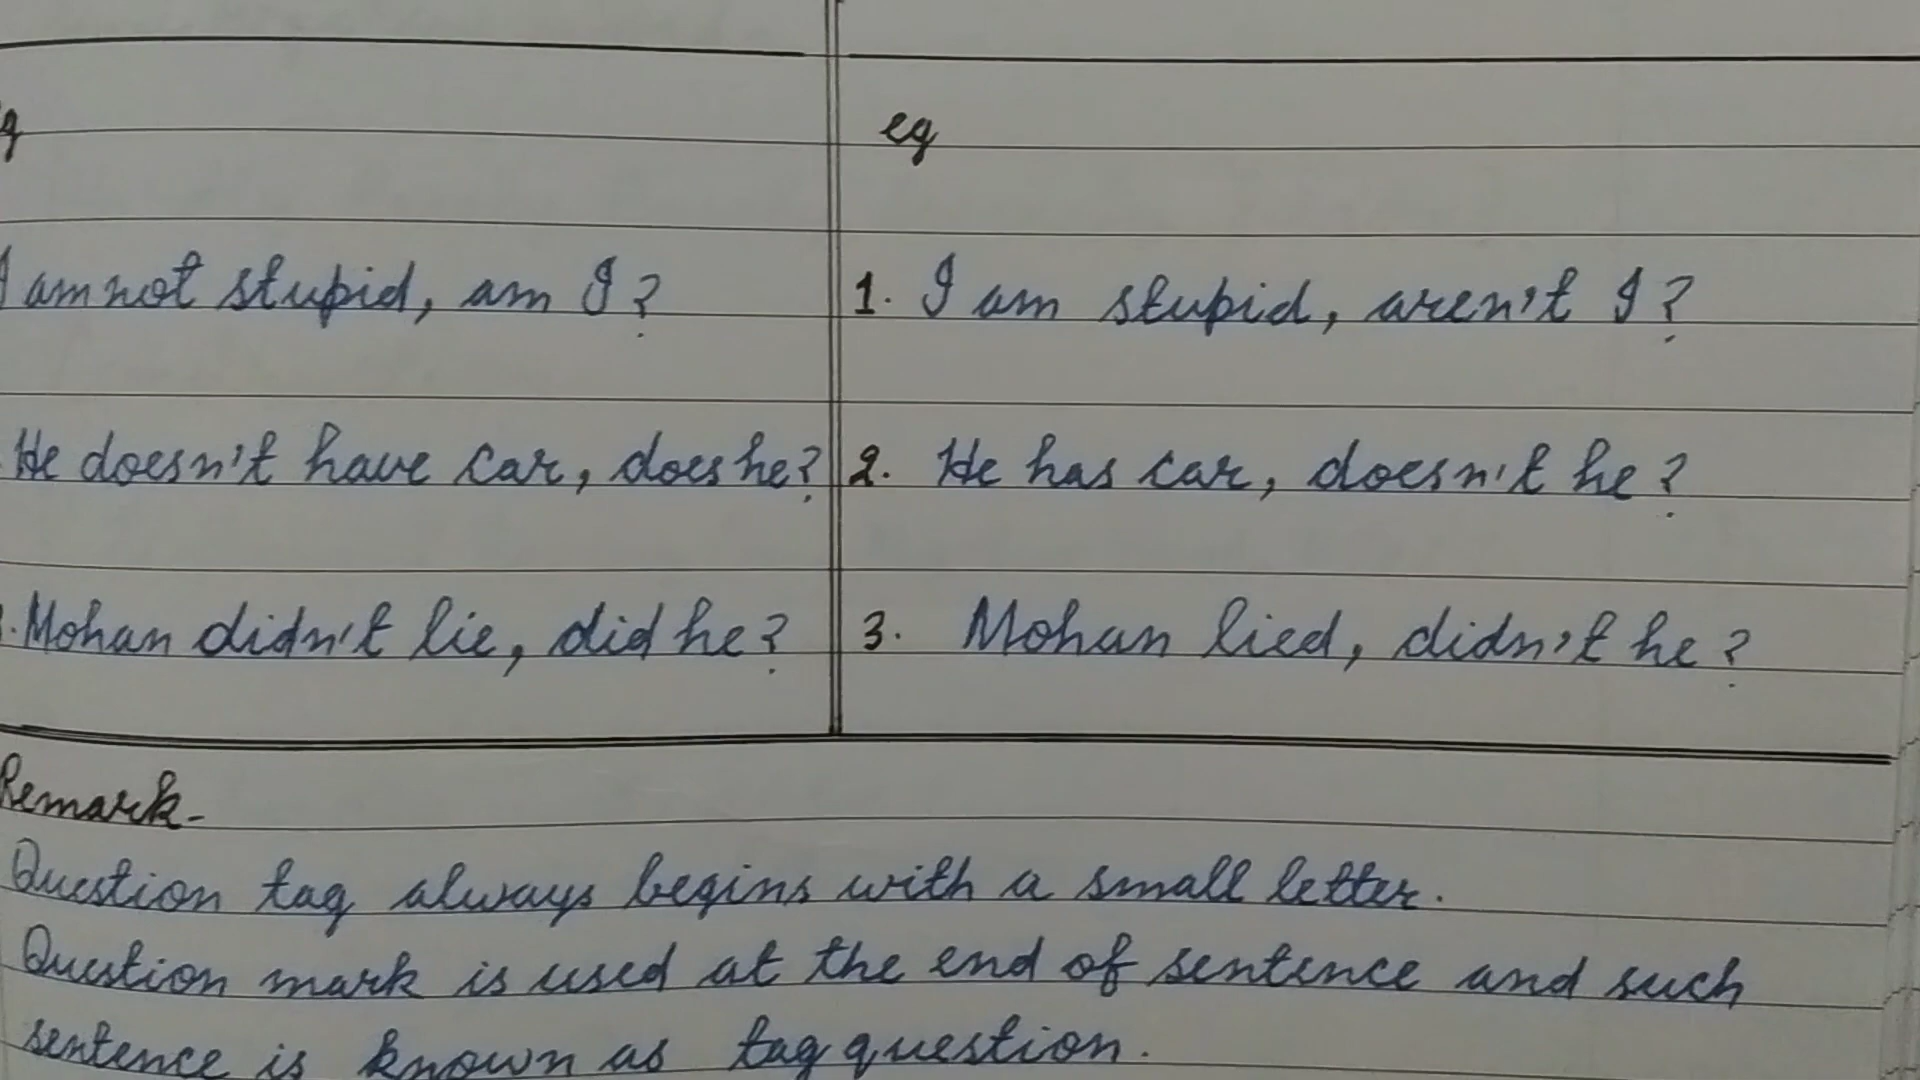 eg
I am not stupid, am I?
1. I am stupid, aren't I?
He doesn't have car, does he?
2. He has car, doesn't he?
Mohan didn't lie, did he?
3. Mohan lied, didn't he?
Remark-
Question tag always begins with a small letter.
Question mark is used at the end of sentence and such
sentence is known as tag question.